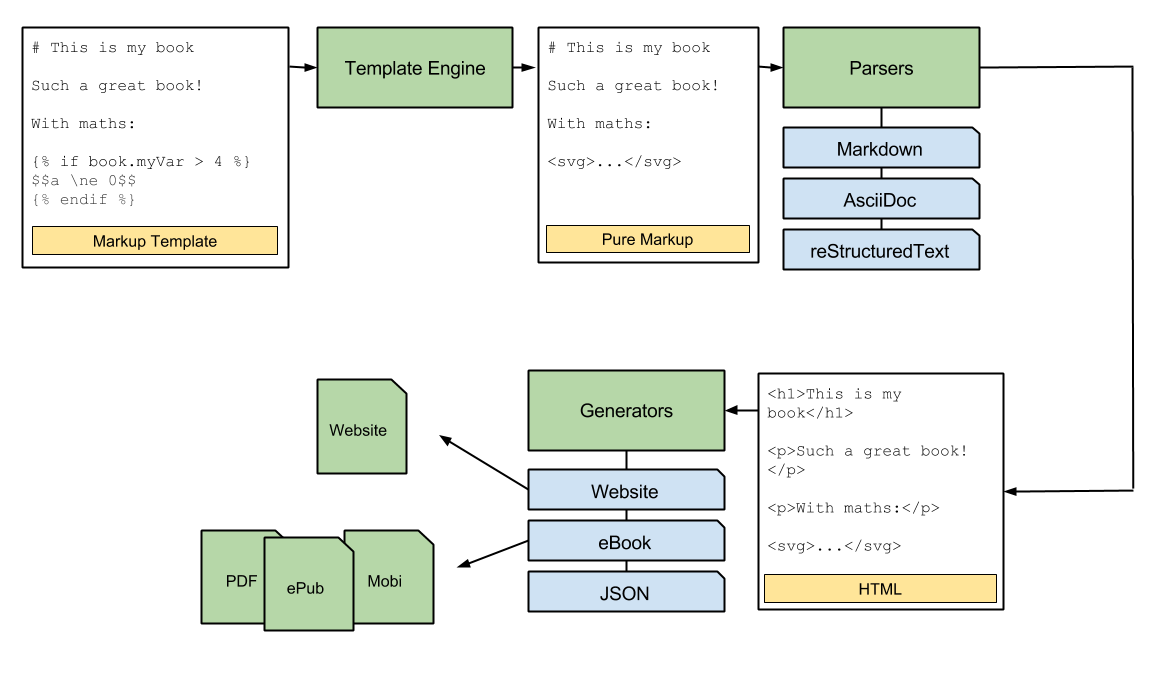 # This is my book
Such a great book!
With maths:
{% if book.myVar > 4 %}
$$a \ne 0$$
{% endif %}
Markup Template
Template Engine
# This is my book
Such a great book!
With maths:
<svg>...</svg>
Pure Markup
Parsers
Markdown
AsciiDoc
reStructuredText
<h1>This is my
book</h1>
<p>Such a great book!
</p>
<p>With maths:</p>
<svg>...</svg>
HTML
Generators
Website
eBook
JSON
Website
PDF
ePub
Mobi